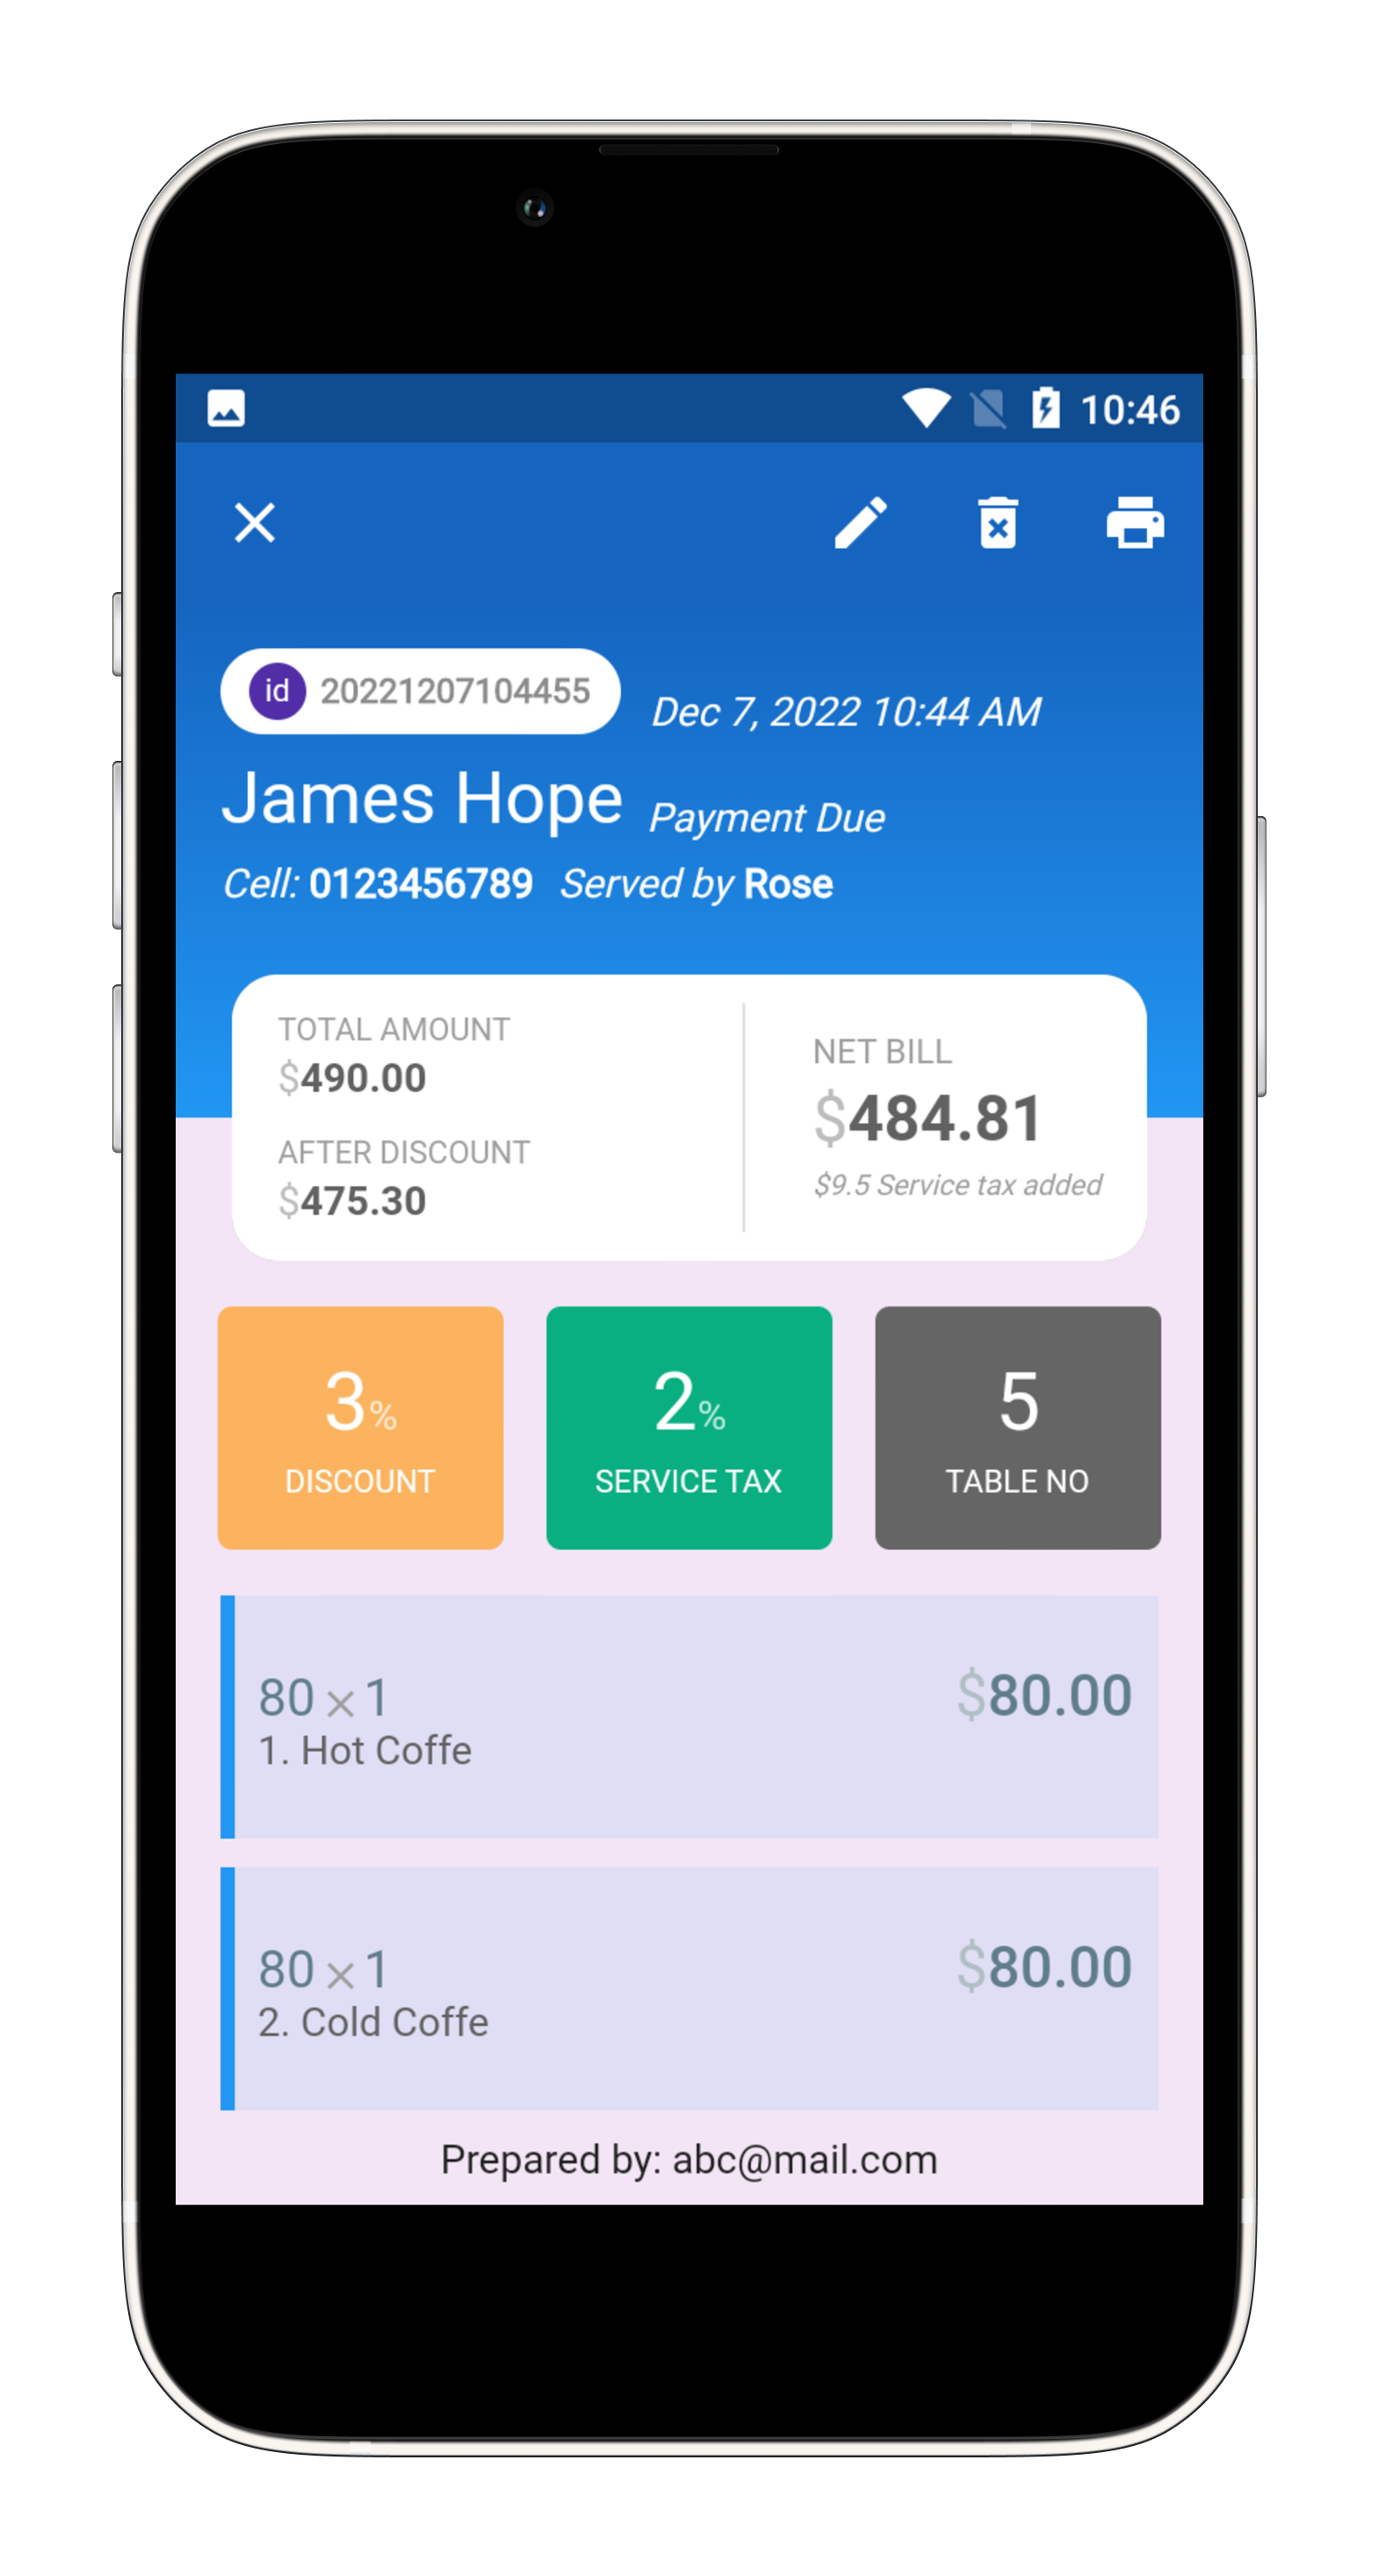 10:46
id 20221207104455 Dec 7, 2022 10:44 AM
James Hope Payment Due
Cell: 0123456789 Served by Rose
TOTAL AMOUNT
$490.00
AFTER DISCOUNT
$475.30
NET BILL
$484.81
$9.5 Service tax added
3%
DISCOUNT
2%
SERVICE TAX
5
TABLE NO
80 × 1 $80.00
1. Hot Coffe
80 × 1 $80.00
2. Cold Coffe
Prepared by: abc@mail.com